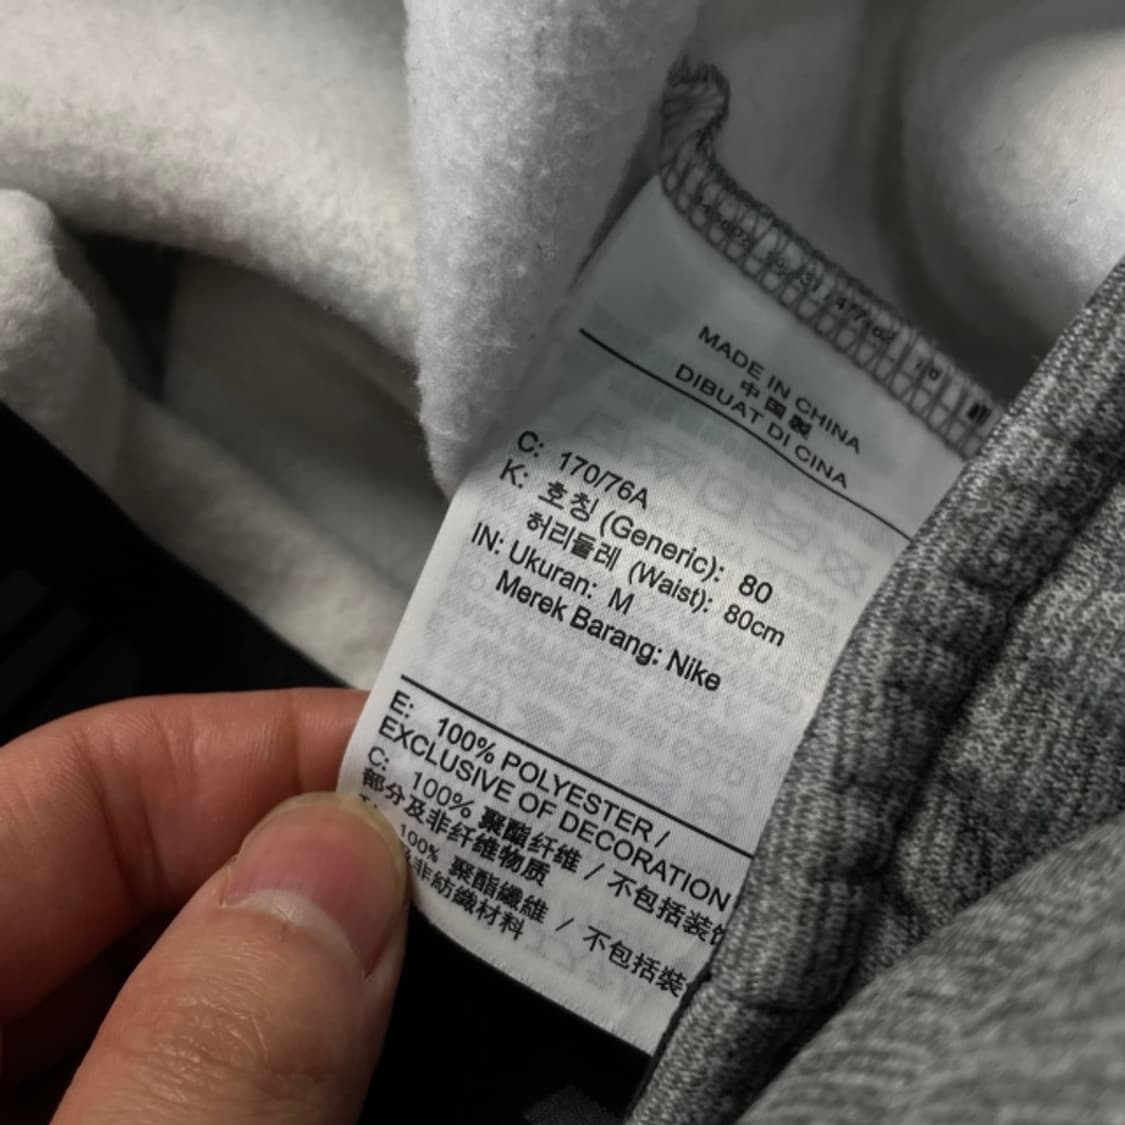 MADE IN CHINA
中国製
DIBUAT DI CINA
C: 170/76A
K: 호칭 (Generic): 80
허리둘레 (Waist): 80cm
IN: Ukuran: M
Merek Barang: Nike
E: 100% POLYESTER /
EXCLUSIVE OF DECORATION
C: 100% 聚酯纤维 / 不包括装饰
部分及非纤维物质
100% 聚酯纖維 / 不包括裝
非紡織材料